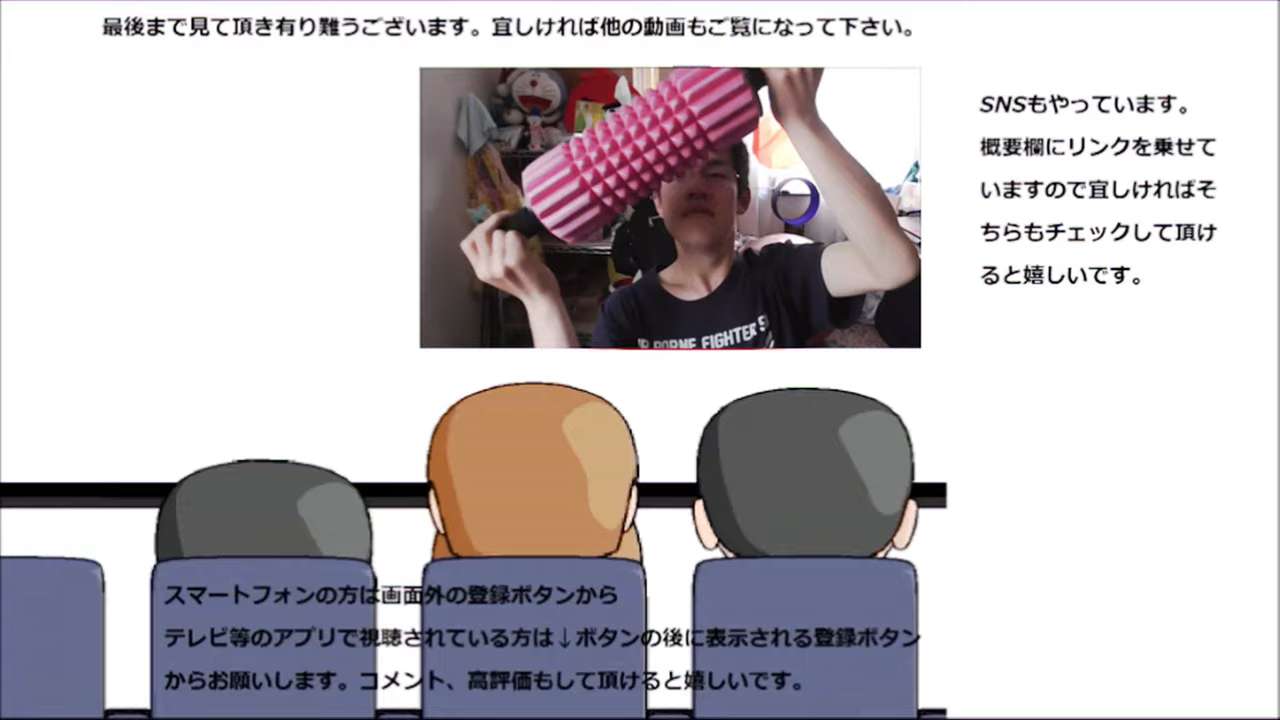 最後まで見て頂き有り難うございます。宜しければ他の動画もご覧になって下さい。
SNSもやっています。
概要欄にリンクを乗せて
いますので宜しければそ
ちらもチェックして頂け
ると嬉しいです。
FIGHTER
スマートフォンの方は画面外の登録ボタンから
テレビ等のアプリで視聴されている方は↓ボタンの後に表示される登録ボタン
からお願いします。コメント、高評価もして頂けると嬉しいです。